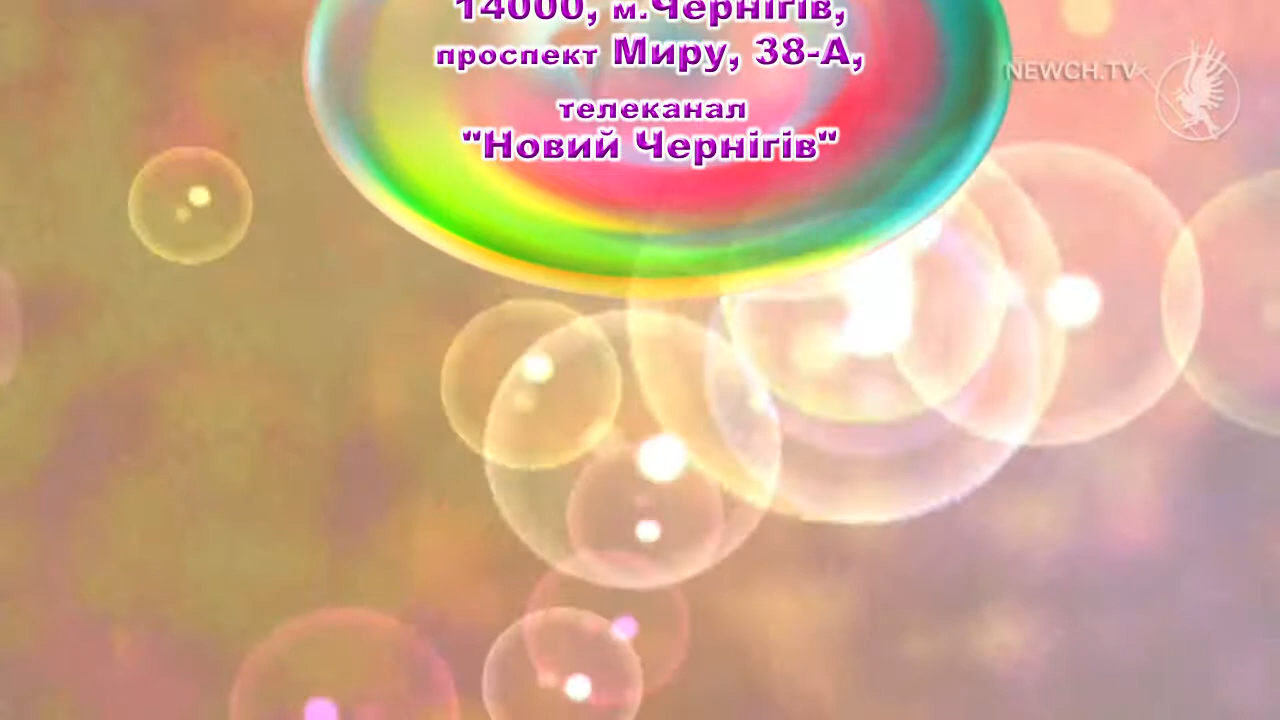 14000, м.Чернігів,
проспект Миру, 38-А,
телеканал
"Новий Чернігів"
NEWCH.TV